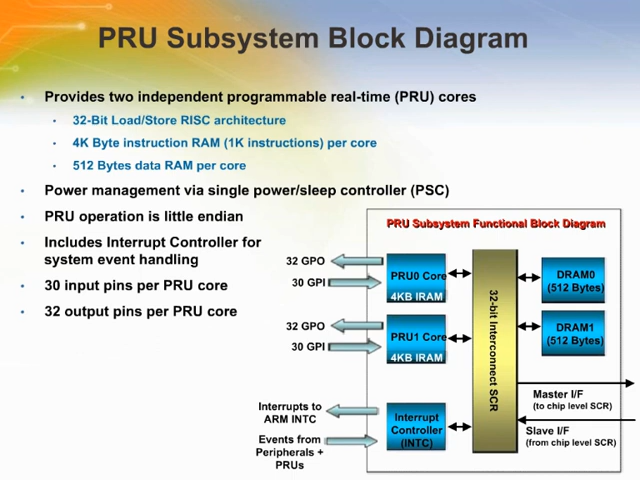 PRU Subsystem Block Diagram
• Provides two independent programmable real-time (PRU) cores
• 32-Bit Load/Store RISC architecture
• 4K Byte instruction RAM (1K instructions) per core
• 512 Bytes data RAM per core
• Power management via single power/sleep controller (PSC)
• PRU operation is little endian
• Includes Interrupt Controller for
system event handling
• 30 input pins per PRU core
• 32 output pins per PRU core
PRU Subsystem Functional Block Diagram
32 GPO
30 GPI
PRU0 Core
4KB IRAM
32 GPO
30 GPI
PRU1 Core
4KB IRAM
Interrupts to
ARM INTC
Events from
Peripherals +
PRUs
Interrupt
Controller
(INTC)
32-bit Interconnect SCR
DRAM0
(512 Bytes)
DRAM1
(512 Bytes)
Master I/F
(to chip level SCR)
Slave I/F
(from chip level SCR)